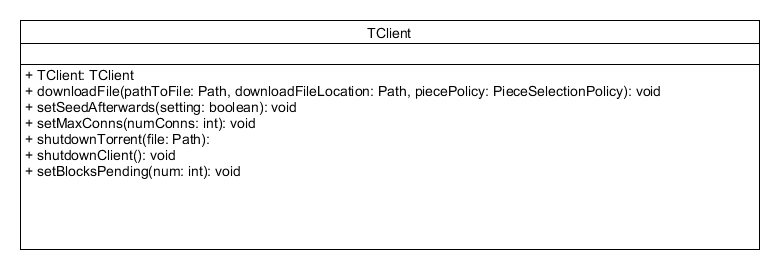 TClient
+ TClient: TClient
+ downloadFile(pathToFile: Path, downloadFileLocation: Path, piecePolicy: PieceSelectionPolicy): void
+ setSeedAfterwards(setting: boolean): void
+ setMaxConns(numConns: int): void
+ shutdownTorrent(file: Path):
+ shutdownClient(): void
+ setBlocksPending(num: int): void